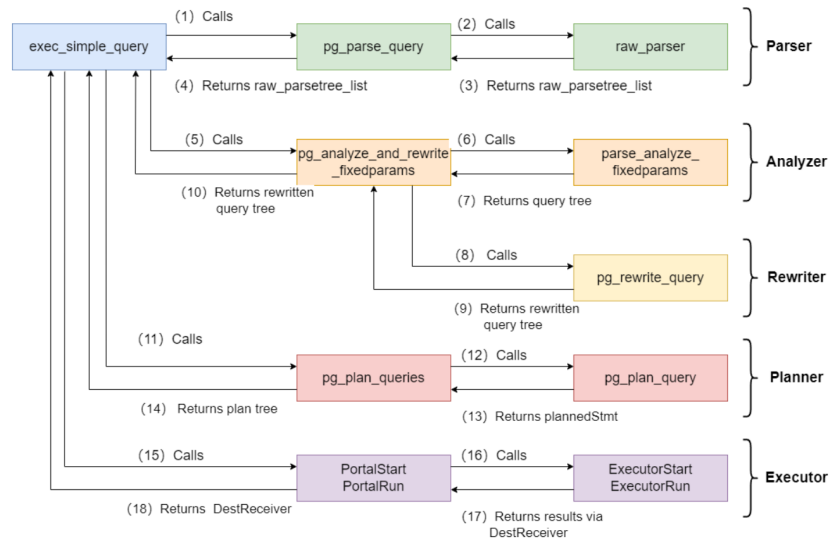 (1) Calls
(2) Calls
exec_simple_query
pg_parse_query
raw_parser
Parser
(4) Returns raw_parsetree_list
(3) Returns raw_parsetree_list
(5) Calls
(6) Calls
pg_analyze_and_rewrite
_fixedparams
parse_analyze_
fixedparams
Analyzer
(10) Returns rewritten
query tree
(7) Returns query tree
(8) Calls
pg_rewrite_query
Rewriter
(9) Returns rewritten
query tree
(11) Calls
(12) Calls
pg_plan_queries
pg_plan_query
Planner
(14) Returns plan tree
(13) Returns plannedStmt
(15) Calls
(16) Calls
PortalStart
PortalRun
ExecutorStart
ExecutorRun
Executor
(18) Returns DestReceiver
(17) Returns results via
DestReceiver